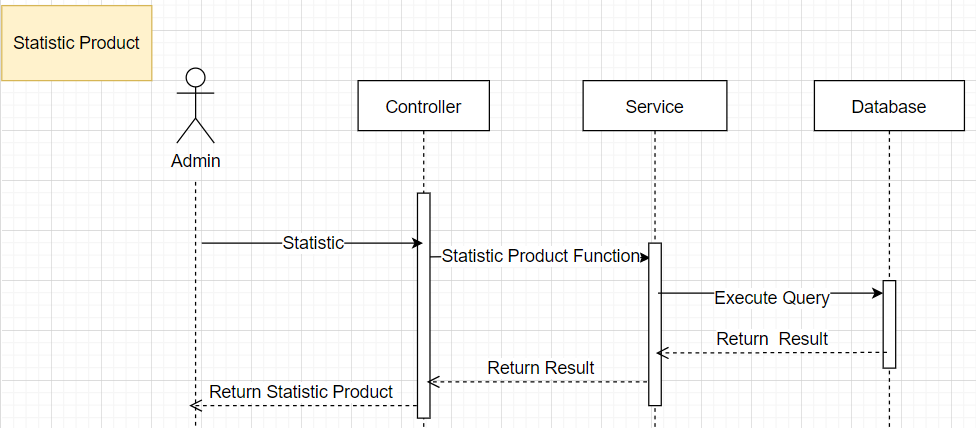 Statistic Product
Controller
Service
Database
Admin
Statistic
Statistic Product Function
Execute Query
Return Result
Return Result
Return Statistic Product